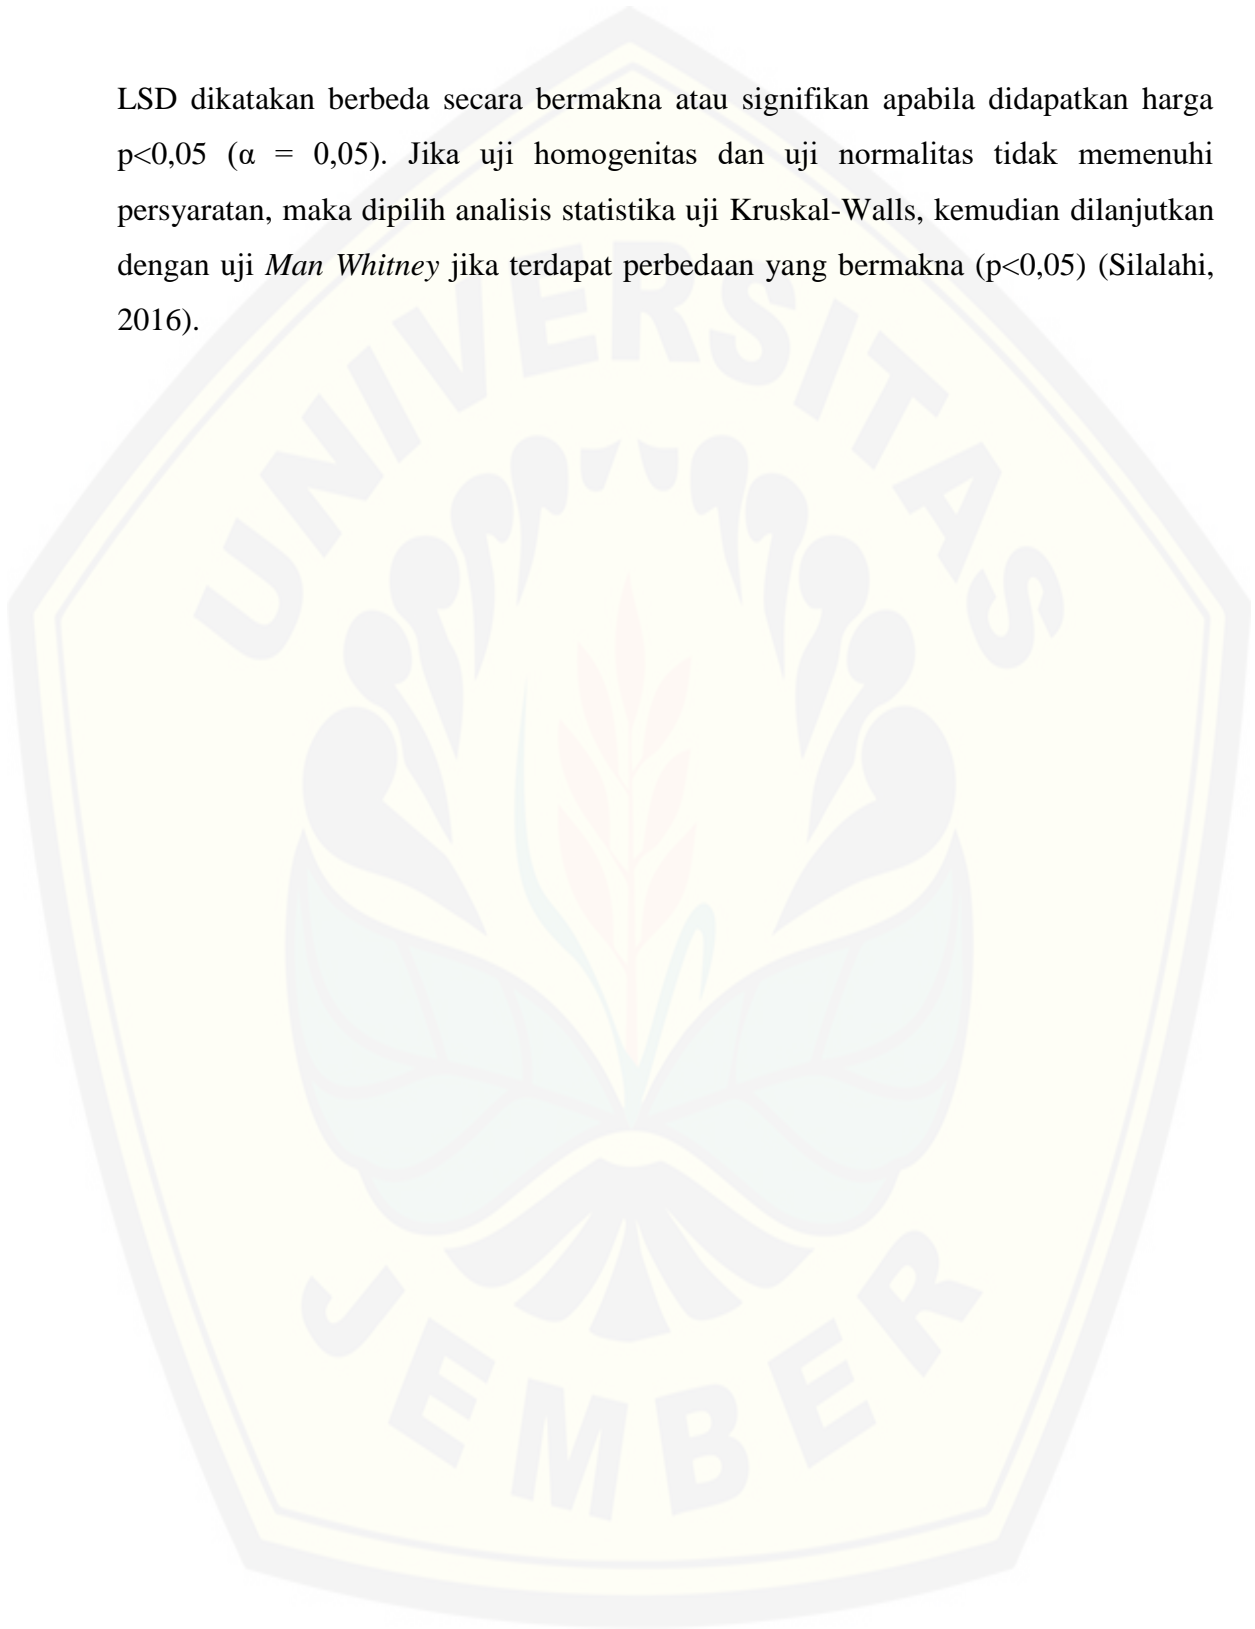 LSD dikatakan berbeda secara bermakna atau signifikan apabila didapatkan harga
p<0,05 (α = 0,05). Jika uji homogenitas dan uji normalitas tidak memenuhi
persyaratan, maka dipilih analisis statistika uji Kruskal-Walls, kemudian dilanjutkan
dengan uji Man Whitney jika terdapat perbedaan yang bermakna (p<0,05) (Silalahi,
2016).
UNIVERSITAS
JEMBER